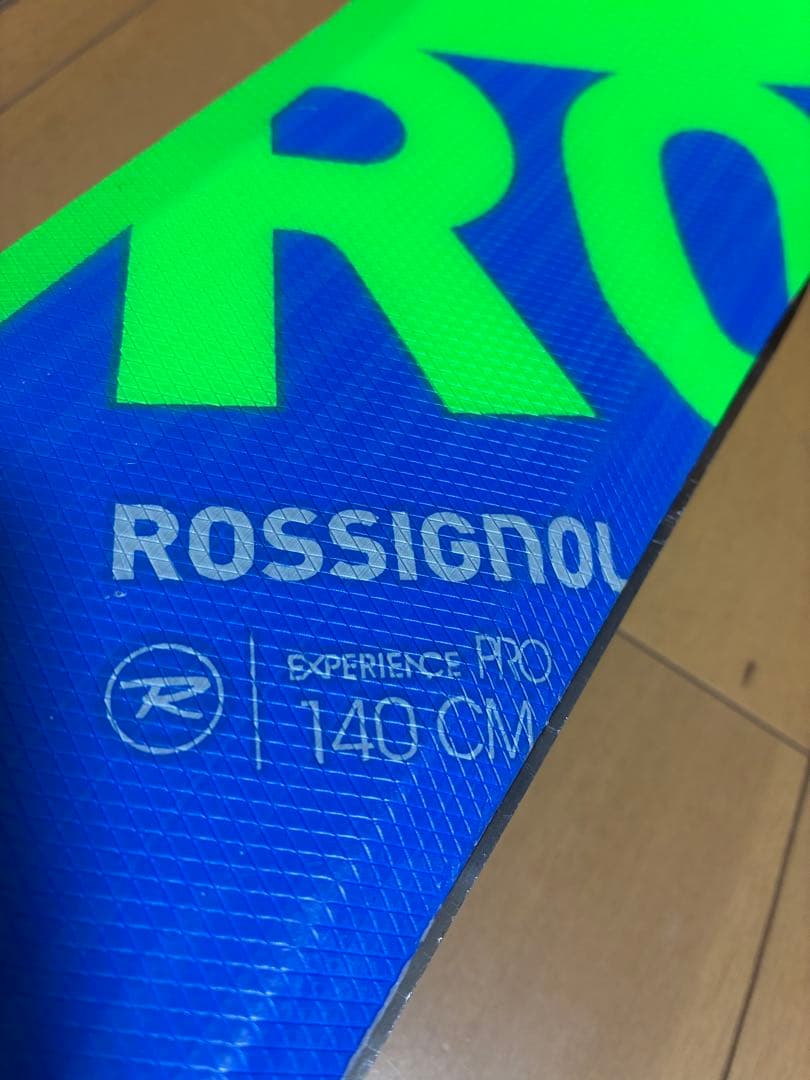 RO
ROSSIGNOL
R
EXPERIENCE PRO
140 CM